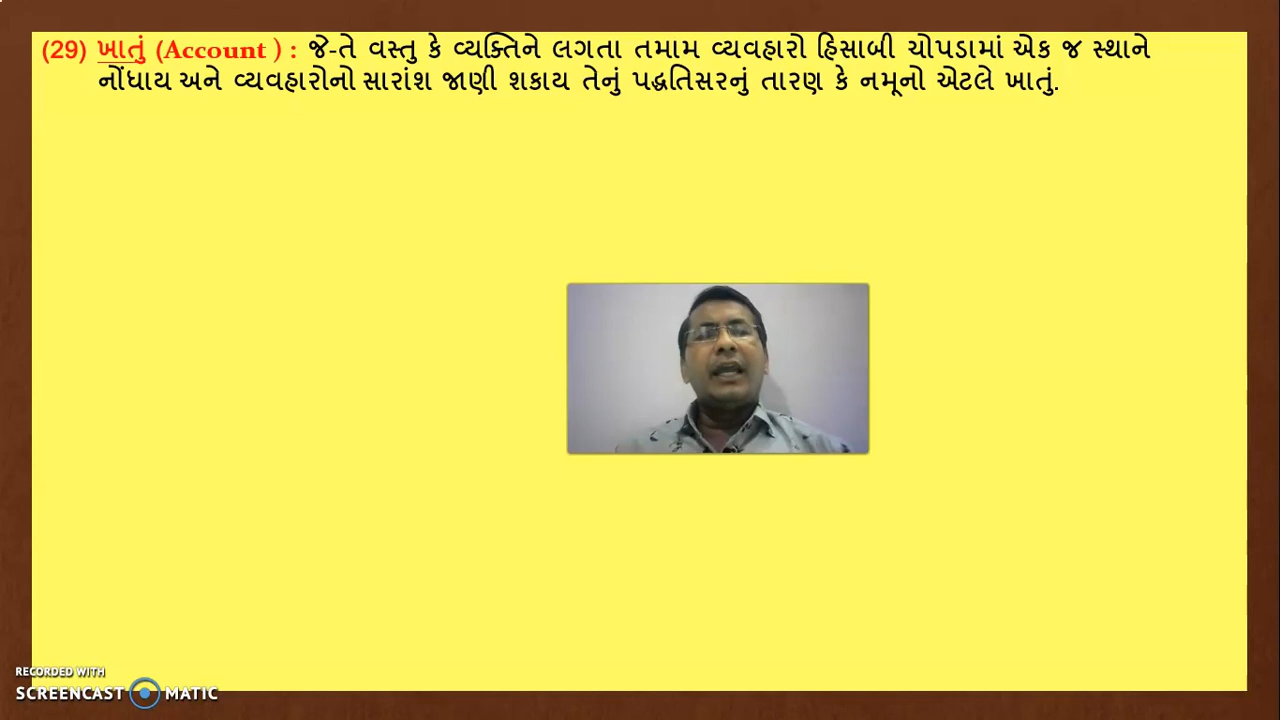 (29) ખાતું (Account ) : જે-તે વસ્તુ કે વ્યક્તિને લગતા તમામ વ્યવહારો હિસાબી ચોપડામાં એક જ સ્થાને
નોંધાય અને વ્યવહારોનો સારાંશ જાણી શકાય તેનું પદ્ધતિસરનું તારણ કે નમૂનો એટલે ખાતું.
RECORDED WITH
SCREENCAST MATIC